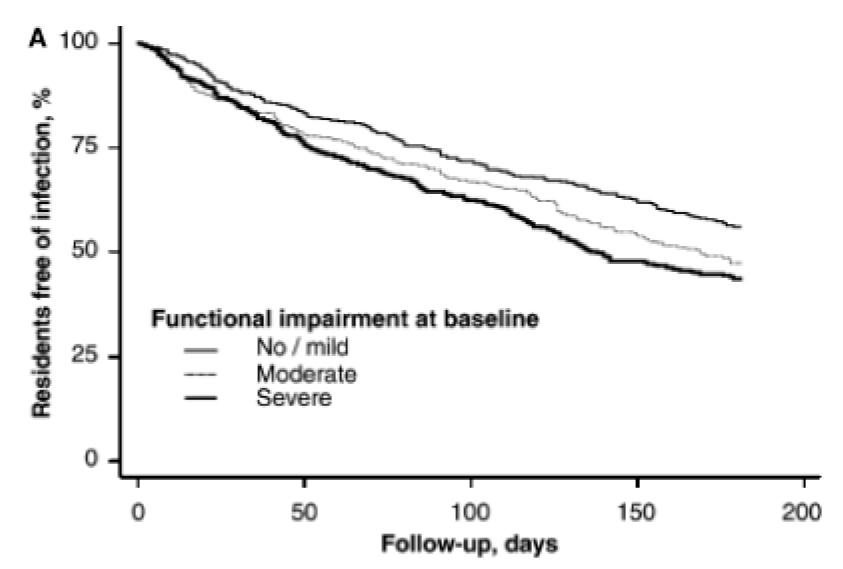 A
Residents free of infection, %
100
75
50
25
0
Functional impairment at baseline
No / mild
Moderate
Severe
0 50 100 150 200
Follow-up, days